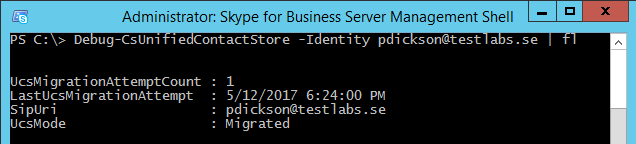 Administrator: Skype for Business Server Management Shell
PS C:\> Debug-CsUnifiedContactStore -Identity pdickson@testlabs.se | fl
UcsMigrationAttemptCount : 1
LastUcsMigrationAttempt : 5/12/2017 6:24:00 PM
SipUri : pdickson@testlabs.se
UcsMode : Migrated